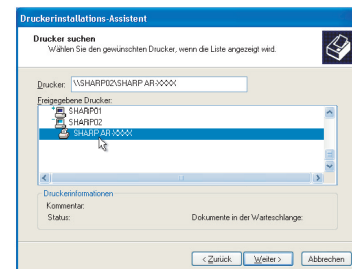 Druckerinstallations-Assistent
Drucker suchen
Wählen Sie den gewünschten Drucker, wenn die Liste angezeigt wird.
Drucker: \\SHARP02\SHARP AR-XXXX
Freigegebene Drucker:
SHARP01
SHARP02
SHARP AR-XXXX
Druckerinformationen
Kommentar:
Status:
Dokumente in der Warteschlange:
< Zurück
Weiter >
Abbrechen